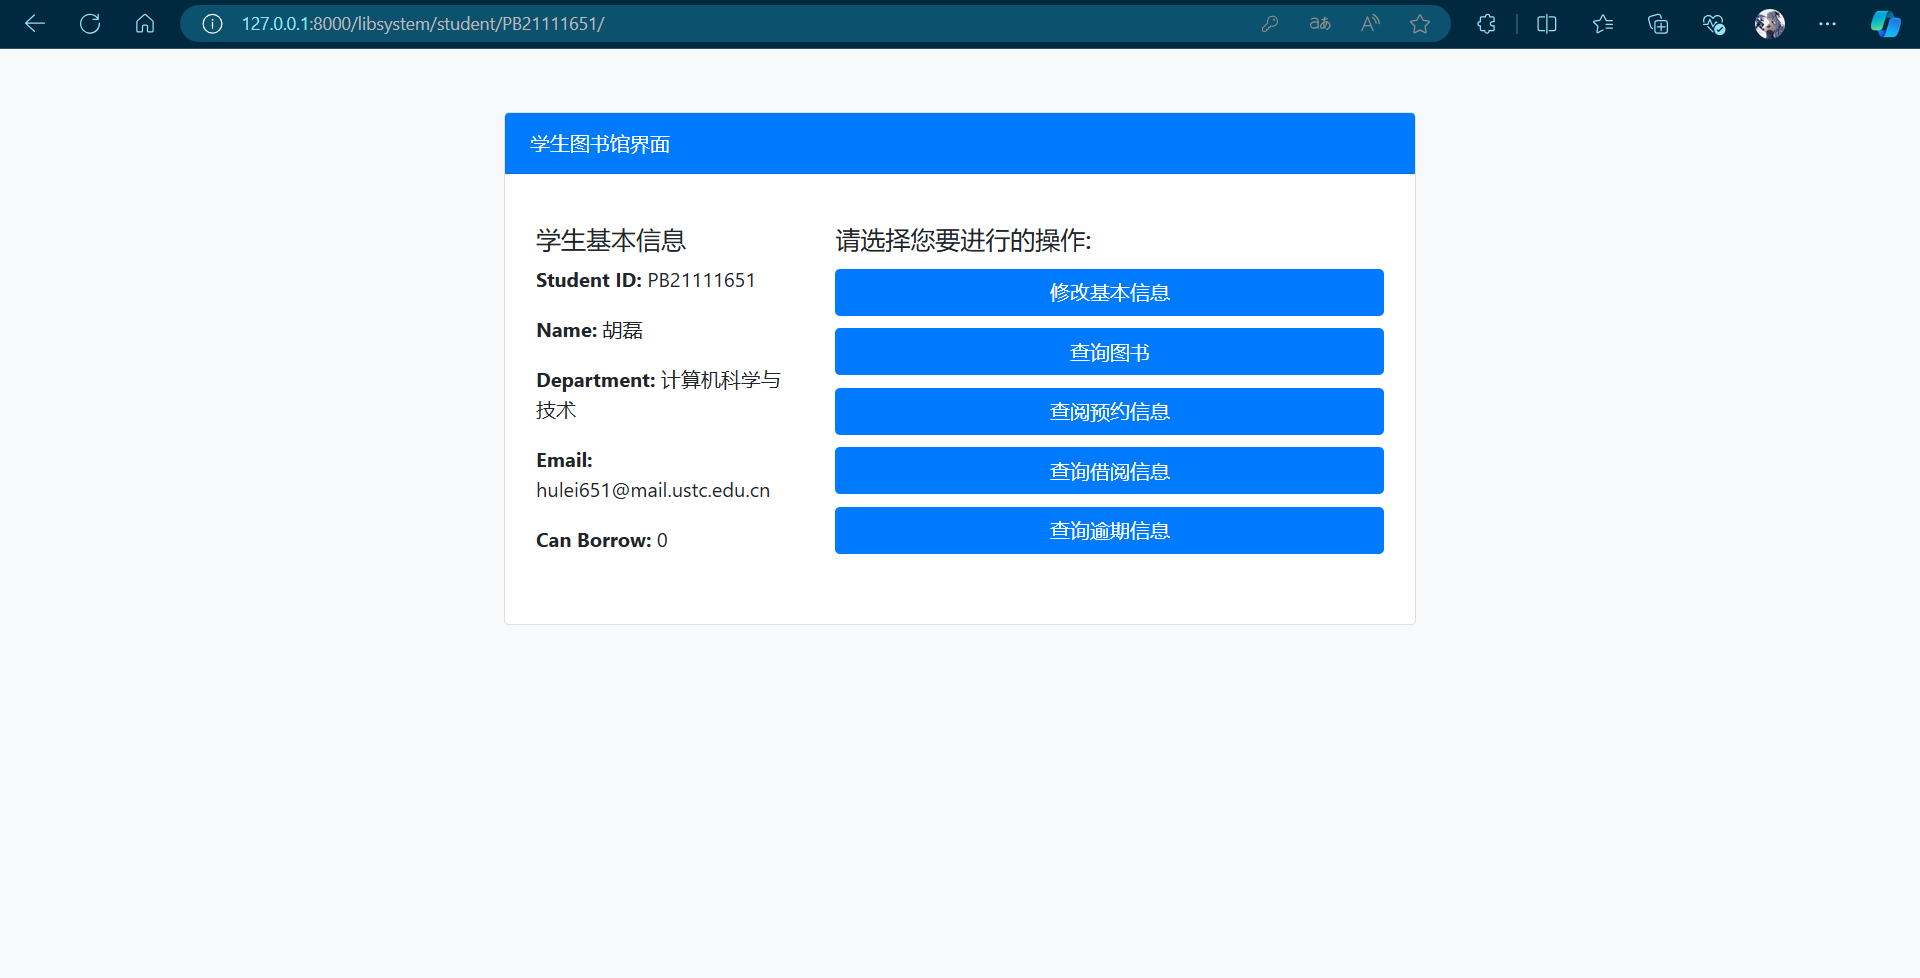 127.0.0.1:8000/libsystem/student/PB21111651/
学生图书馆界面
学生基本信息
Student ID: PB21111651
Name: 胡磊
Department: 计算机科学与
技术
Email:
hulei651@mail.ustc.edu.cn
Can Borrow: 0
请选择您要进行的操作:
修改基本信息
查询图书
查阅预约信息
查询借阅信息
查询逾期信息